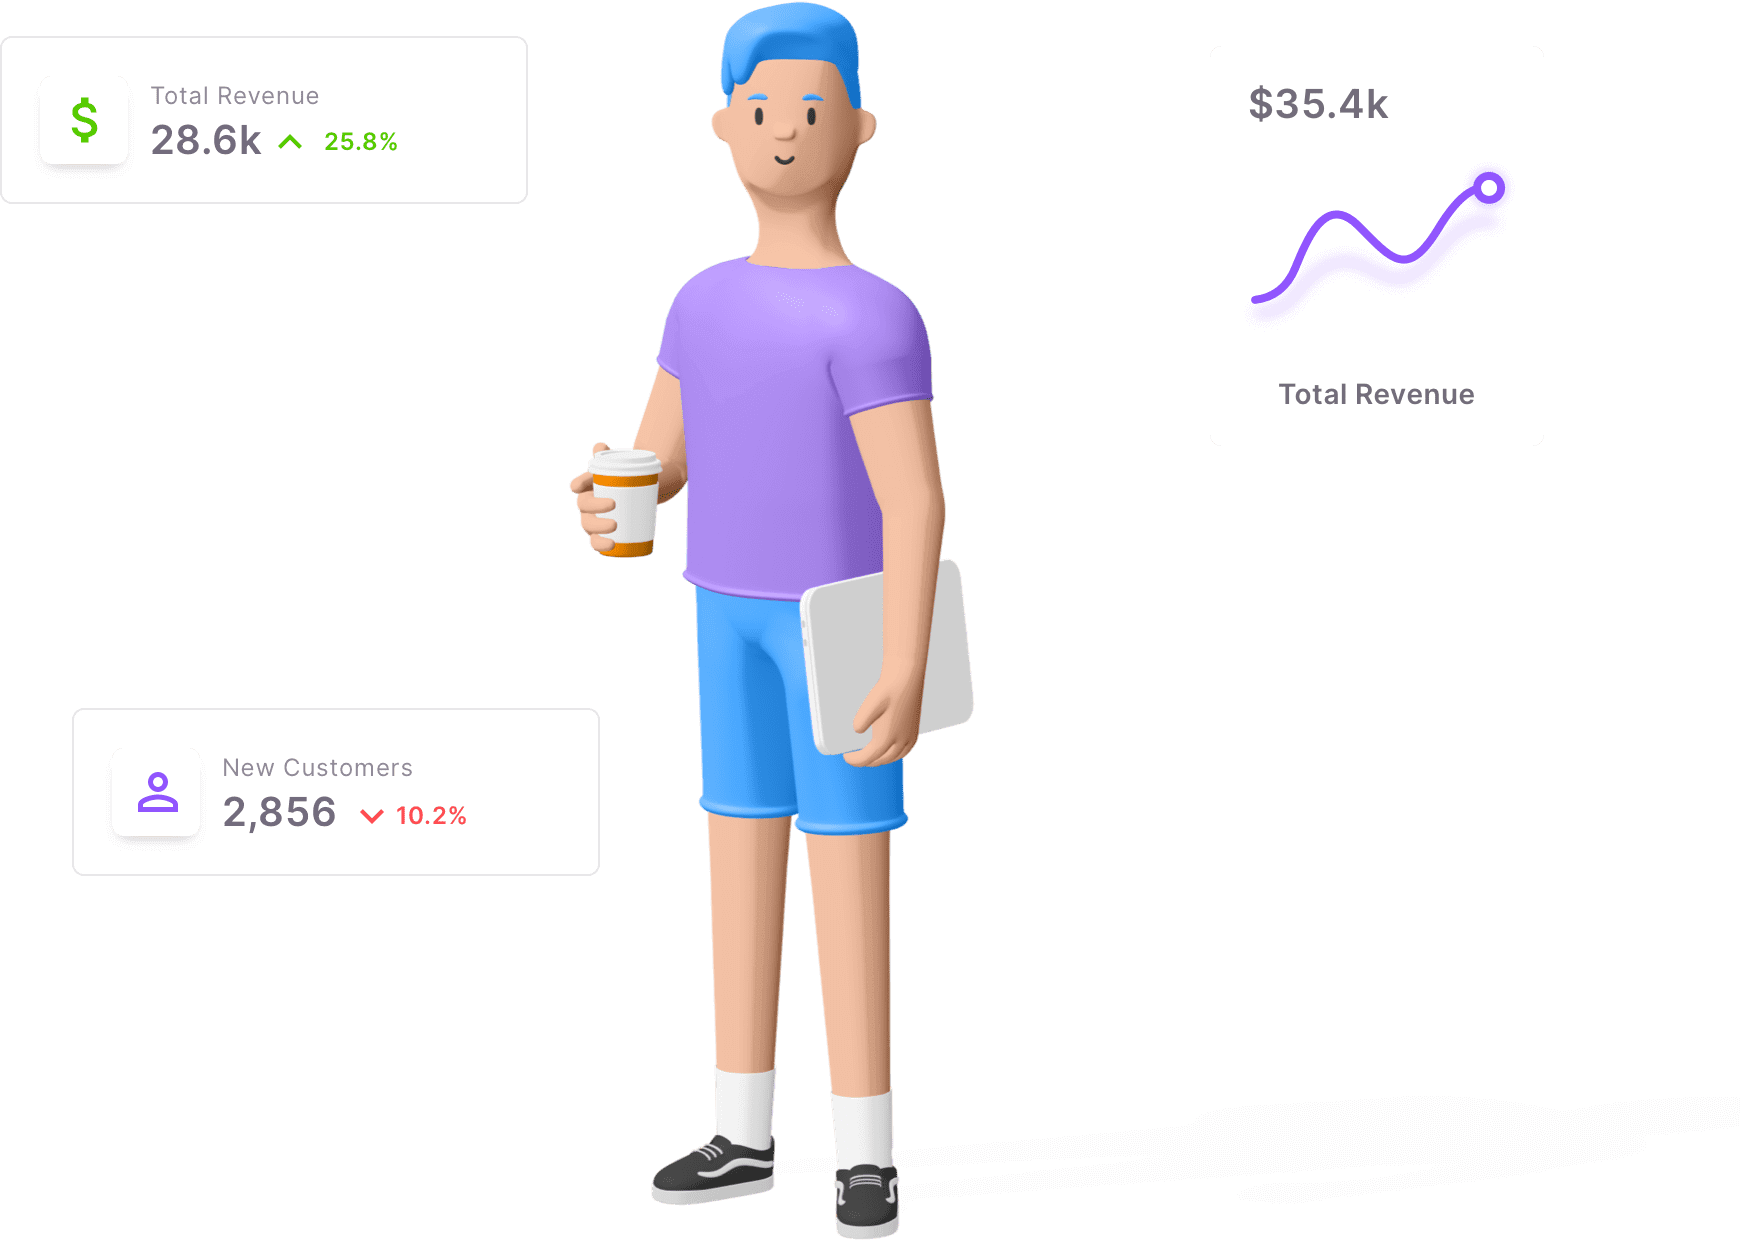 Total Revenue
28.6k 25.8%
$35.4k
Total Revenue
New Customers
2,856 10.2%